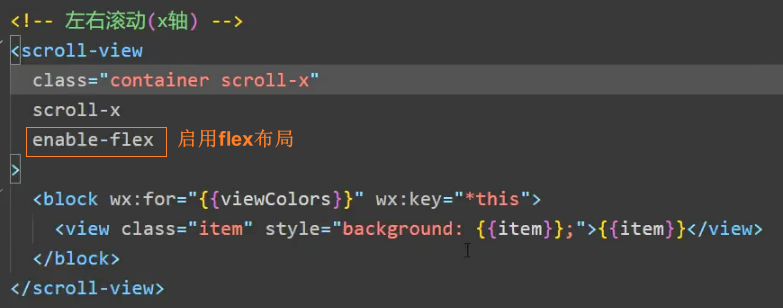 <!-- 左右滚动(x轴) -->
<scroll-view
class="container scroll-x"
scroll-x
enable-flex 启用flex布局
>
<block wx:for="{{viewColors}}" wx:key="*this">
<view class="item" style="background: {{item}};">{{item}}</view>
</block>
</scroll-view>